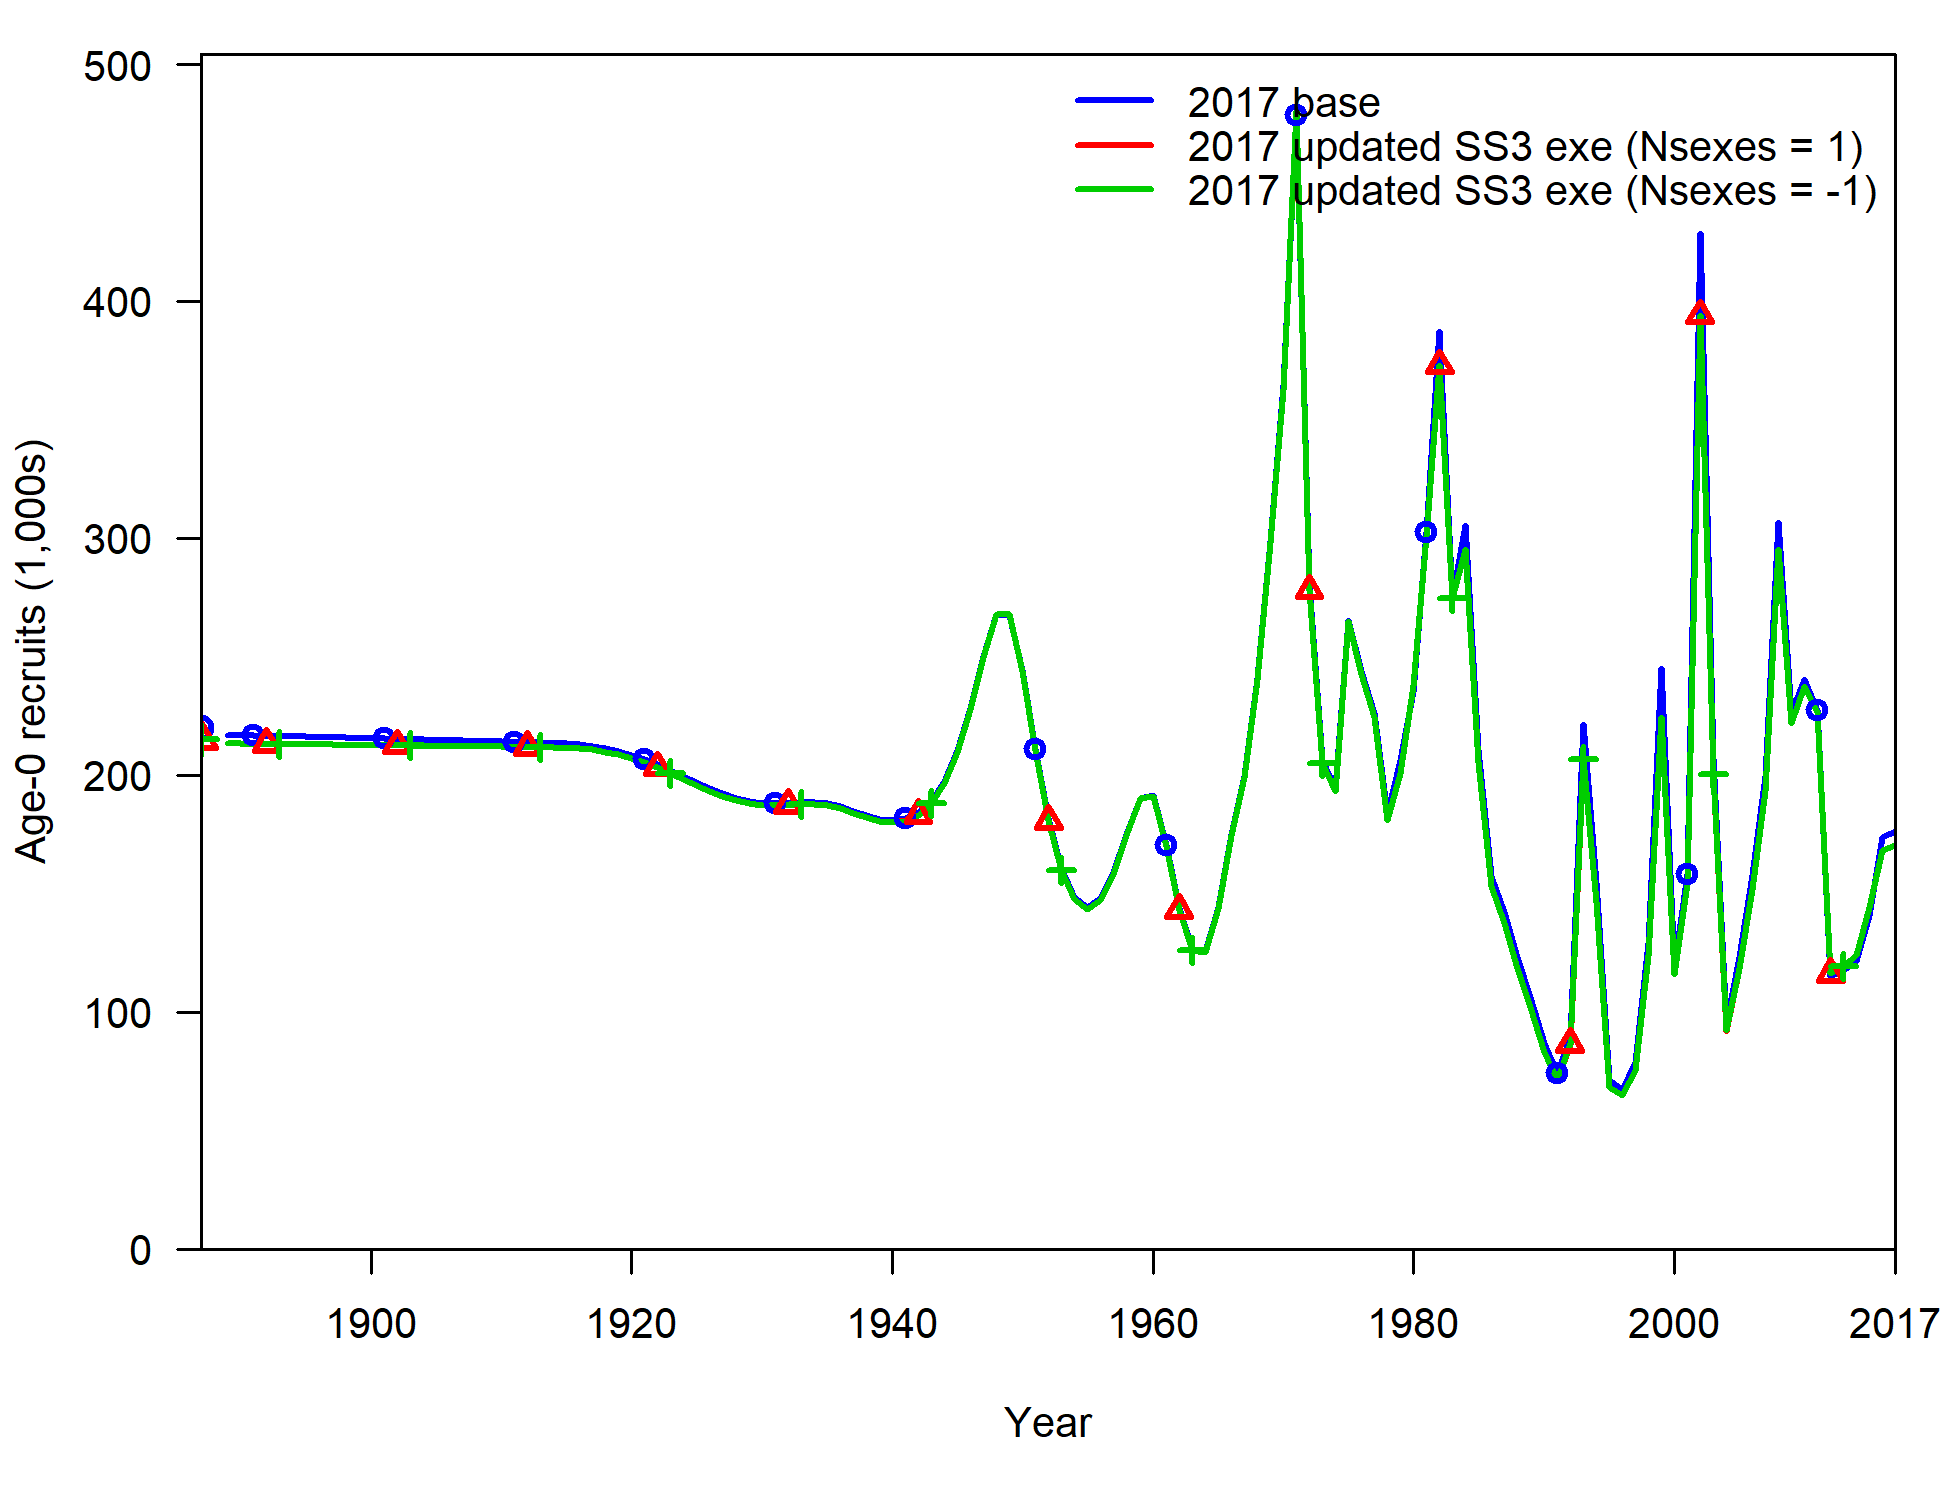 2017 base
2017 updated SS3 exe (Nsexes = 1)
2017 updated SS3 exe (Nsexes = -1)
500
400
300
200
100
0
Age-0 recruits (1,000s)
1900 1920 1940 1960 1980 2000 2017
Year